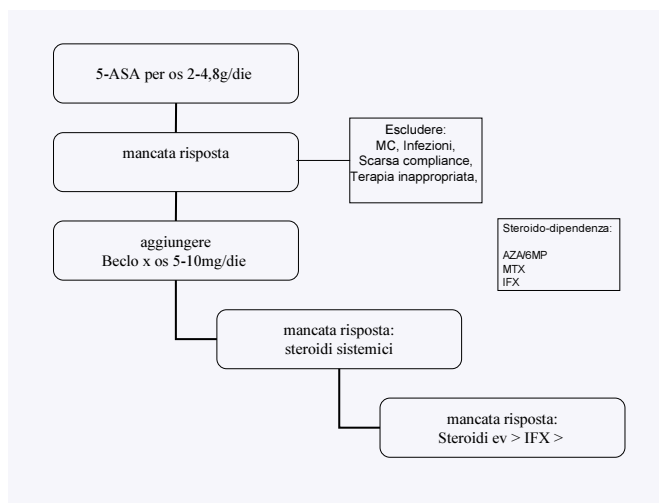 5-ASA per os 2-4,8g/die
mancata risposta
Escludere:
MC, Infezioni,
Scarsa compliance,
Terapia inappropriata,
aggiungere
Beclo x os 5-10mg/die
Steroido-dipendenza:
AZA/6MP
MTX
IFX
mancata risposta:
steroidi sistemici
mancata risposta:
Steroidi ev > IFX >